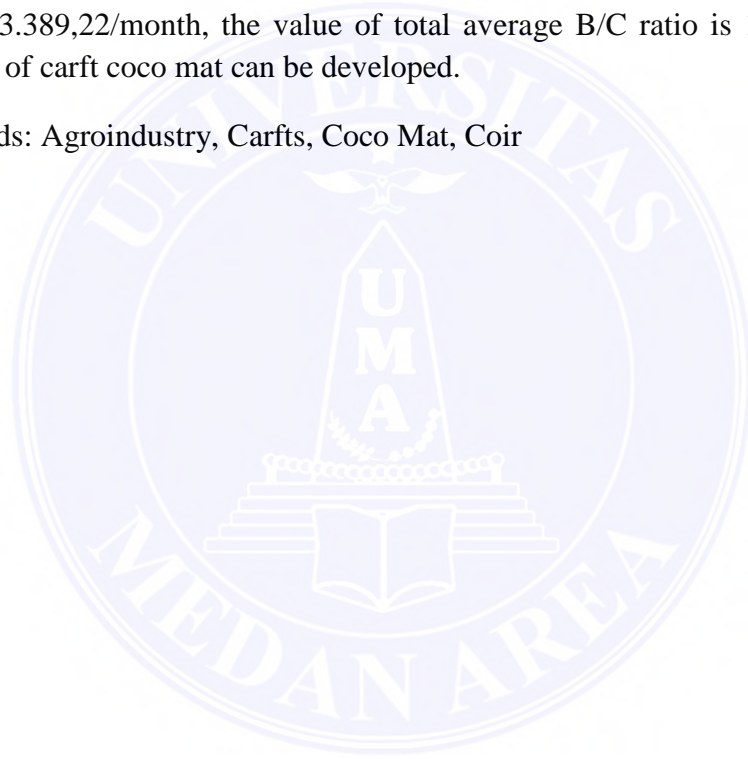 3.389,22/month, the value of total average B/C ratio is
of carft coco mat can be developed.
ds: Agroindustry, Carfts, Coco Mat, Coir
UNIVERSITAS
UMA
MEDAN AREA